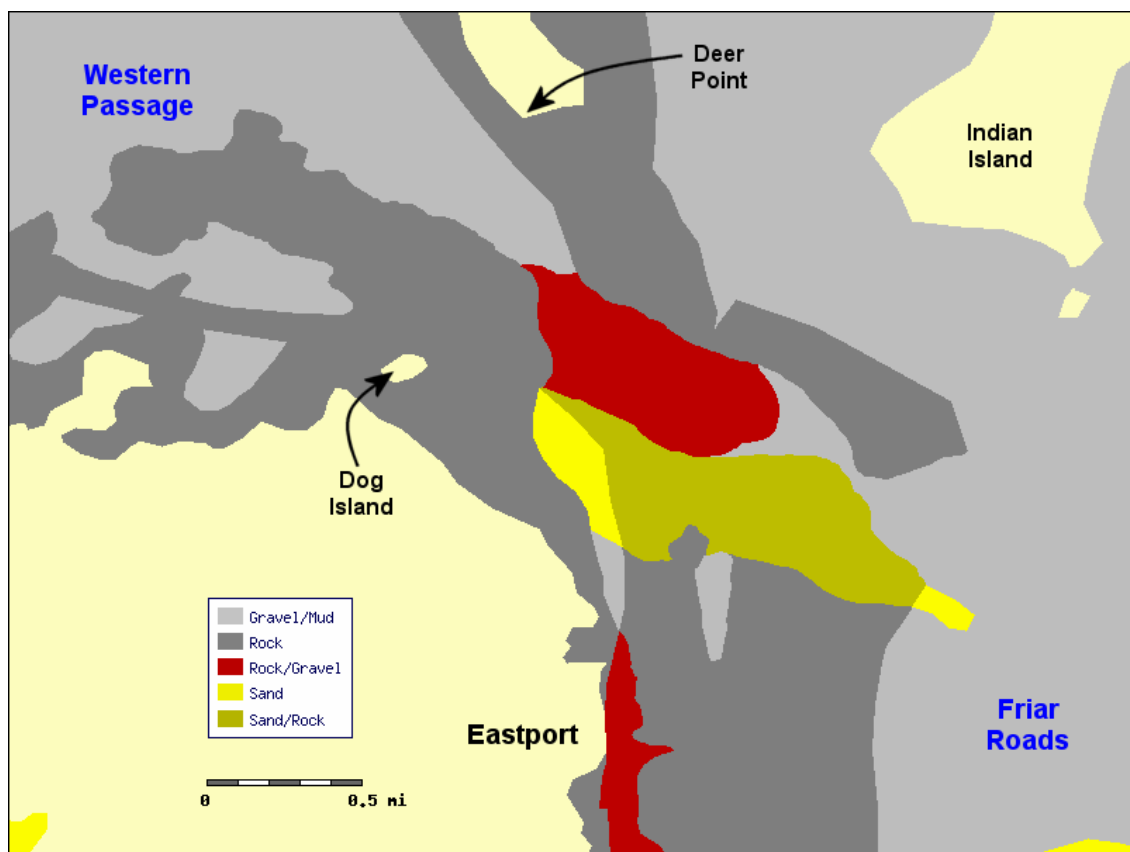 Western
Passage
Deer
Point
Indian
Island
Dog
Island
Gravel/Mud
Rock
Rock/Gravel
Sand
Sand/Rock
Eastport
Friar
Roads
0
0.5 mi